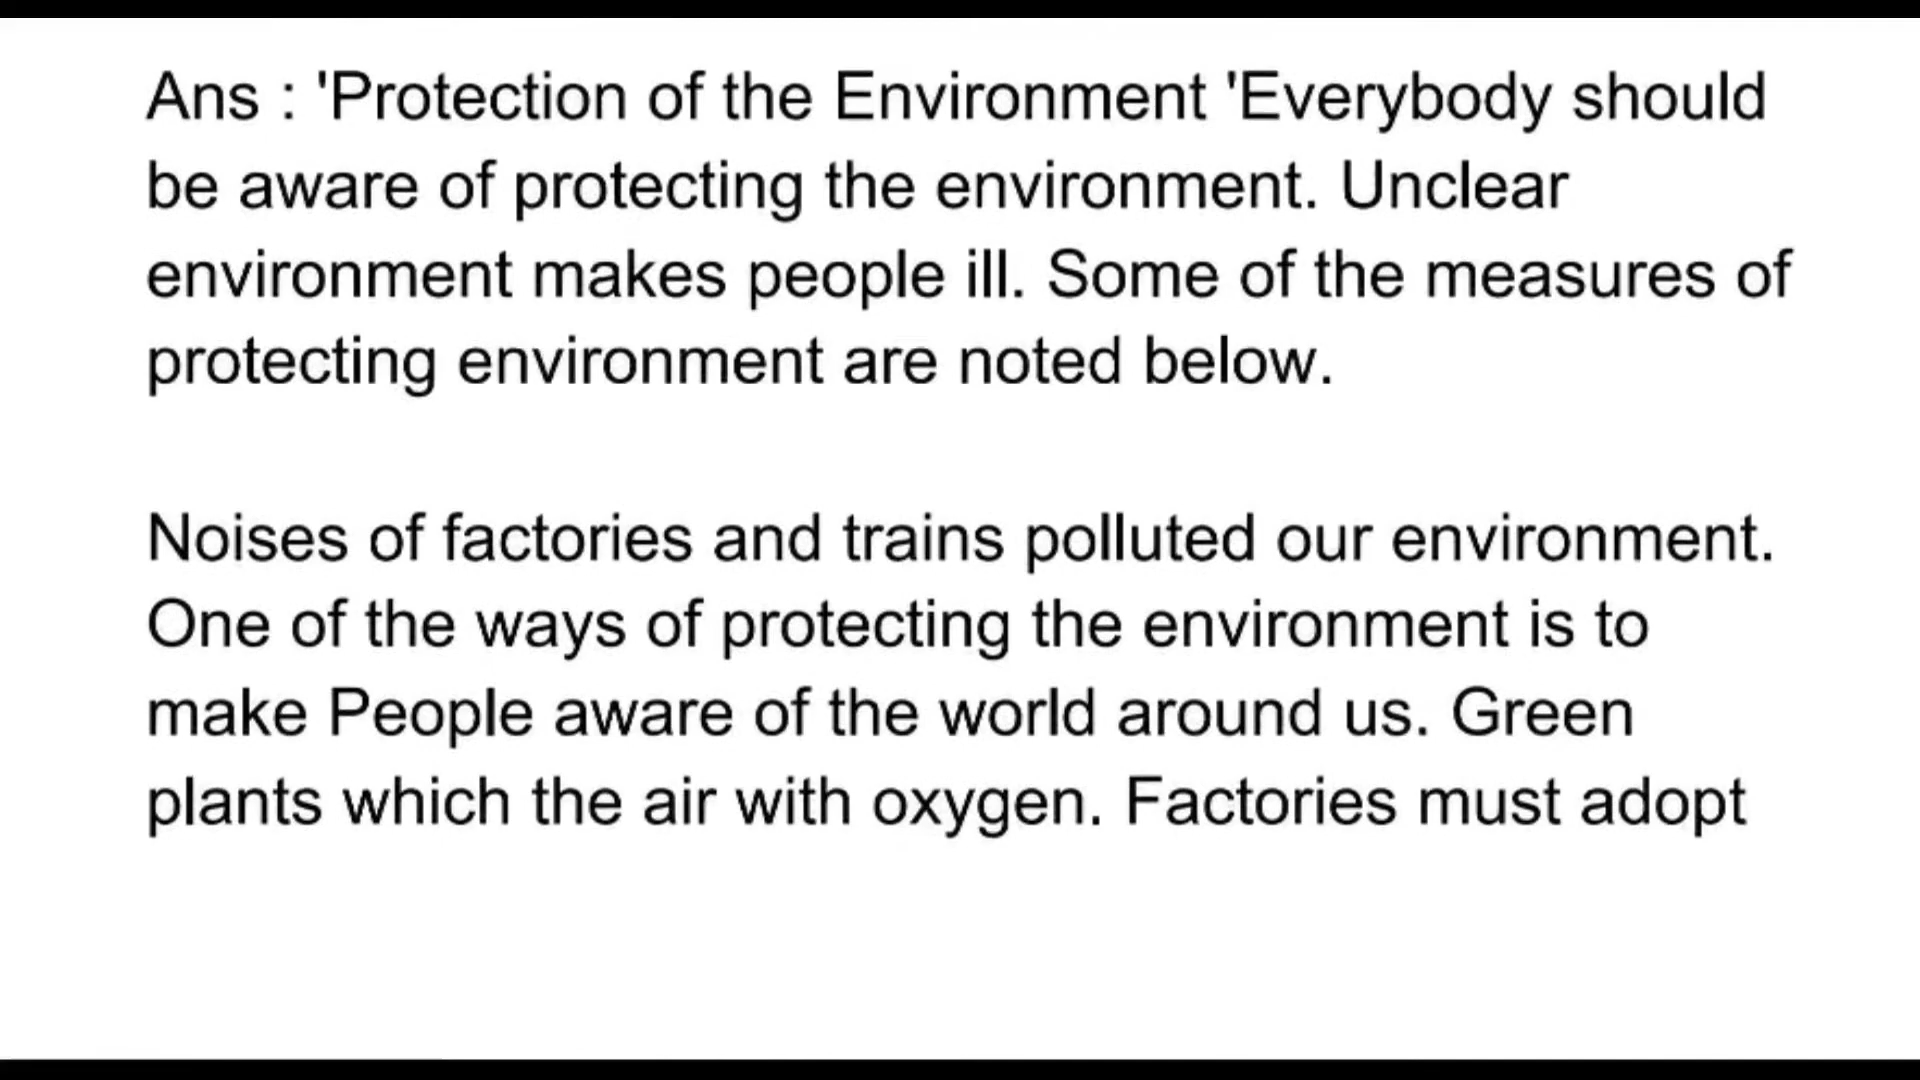 Ans : 'Protection of the Environment 'Everybody should
be aware of protecting the environment. Unclear
environment makes people ill. Some of the measures of
protecting environment are noted below.
Noises of factories and trains polluted our environment.
One of the ways of protecting the environment is to
make People aware of the world around us. Green
plants which the air with oxygen. Factories must adopt